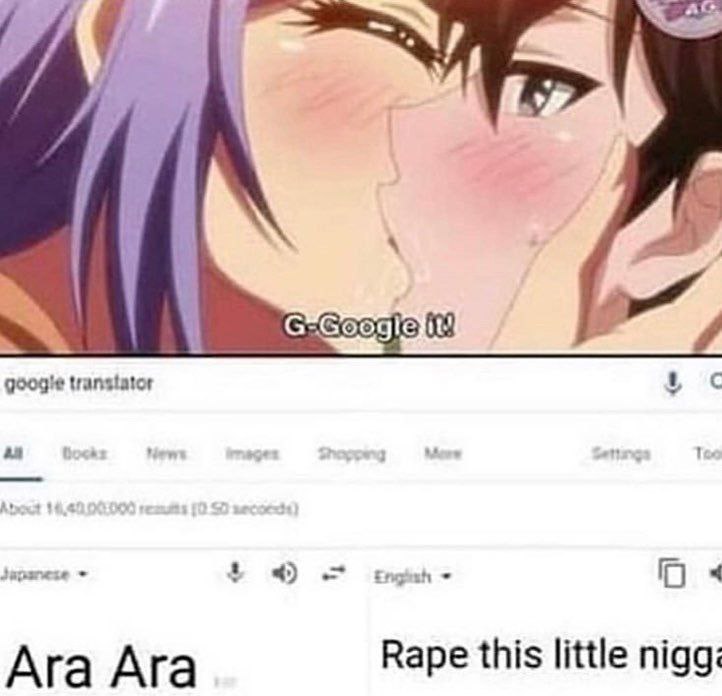 AG
G-Google it!
google translator
All Books News Images Shopping More Settings Too
About 16,40,00,000 results (0.50 seconds)
Japanese English
Ara Ara
Rape this little nigga